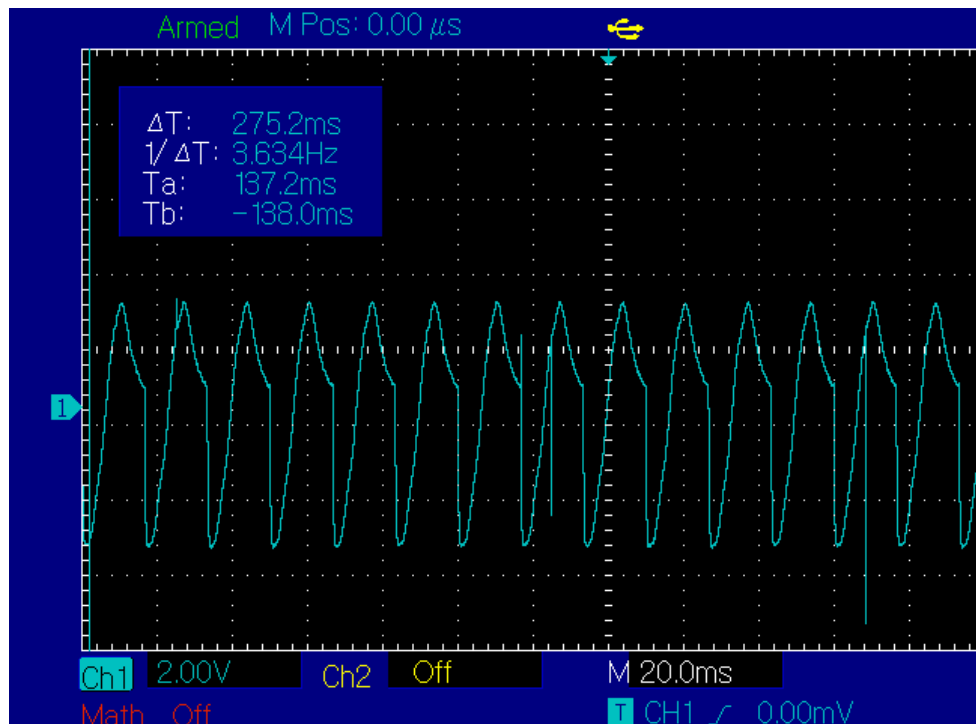 Armed M Pos: 0.00 μs
ΔT: 275.2ms
1/ΔT: 3.634Hz
Ta: 137.2ms
Tb: -138.0ms
1
Ch1 2.00V Ch2 Off M 20.0ms
Math Off T CH1 0.00mV